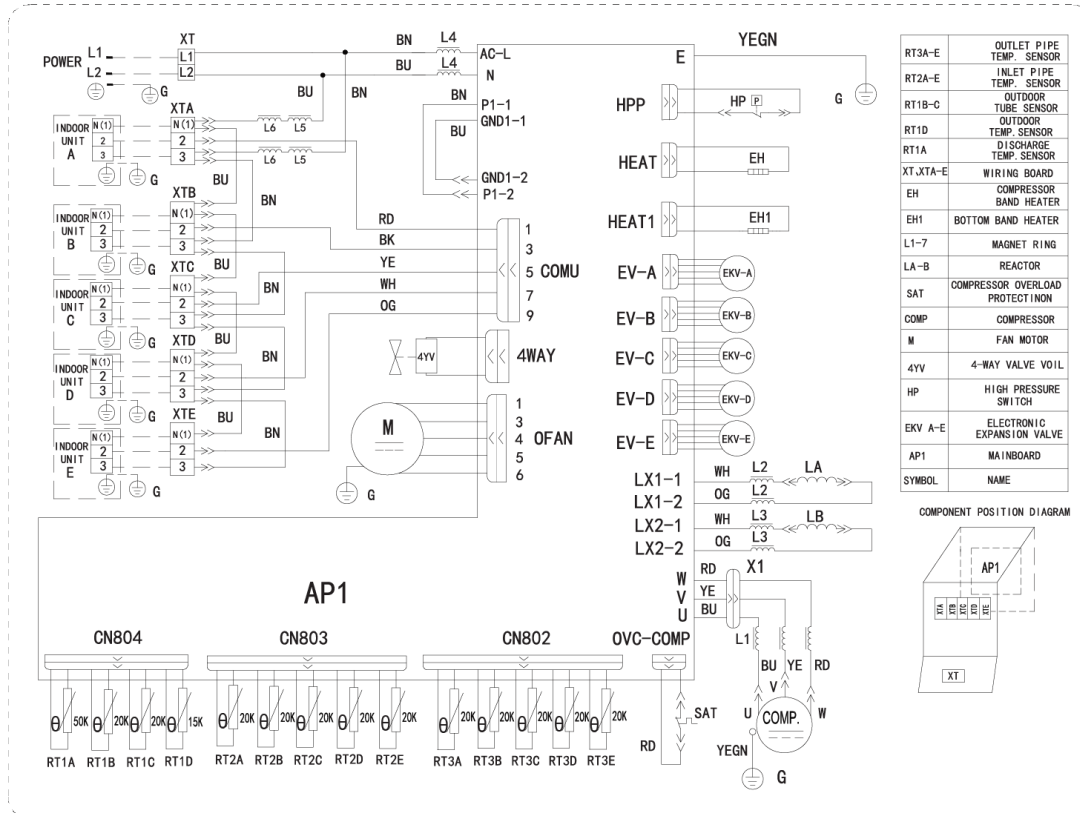 POWER
L1
L2
XT
L1
L2
G
BN
L4
BU
L4
AC-L
N
BU
BN
E
YEGN
G
BN
P1-1
GND1-1
BU
GND1-2
P1-2
HPP
HP
P
HEAT
EH
HEAT1
EH1
INDOOR
UNIT
A
N(1)
2
3
G
XTA
N(1)
2
3
L6
L5
L6
L5
BU
BN
INDOOR
UNIT
B
N(1)
2
3
G
XTB
N(1)
2
3
BU
BN
INDOOR
UNIT
C
N(1)
2
3
G
XTC
N(1)
2
3
BU
BN
INDOOR
UNIT
D
N(1)
2
3
G
XTD
N(1)
2
3
BU
BN
INDOOR
UNIT
E
N(1)
2
3
G
XTE
N(1)
2
3
RD
BK
YE
WH
OG
1
3
5
7
9
COMU
4YV
4WAY
M
G
1
3
4
5
6
OFAN
EV-A
EKV-A
EV-B
EKV-B
EV-C
EKV-C
EV-D
EKV-D
EV-E
EKV-E
LX1-1
WH
L2
LA
LX1-2
OG
L2
LX2-1
WH
L3
LB
LX2-2
OG
L3
W
RD
X1
V
YE
U
BU
L1
BU
YE
RD
V
U
W
COMP.
YEGN
G
AP1
CN804
CN803
CN802
OVC-COMP
θ
50K
θ
20K
θ
20K
θ
15K
θ
20K
θ
20K
θ
20K
θ
20K
θ
20K
θ
20K
θ
20K
θ
20K
θ
20K
θ
20K
SAT
RD
RT1A
RT1B
RT1C
RT1D
RT2A
RT2B
RT2C
RT2D
RT2E
RT3A
RT3B
RT3C
RT3D
RT3E
RT3A-E
OUTLET PIPE
TEMP. SENSOR
RT2A-E
INLET PIPE
TEMP. SENSOR
RT1B-C
OUTDOOR
TUBE SENSOR
RT1D
OUTDOOR
TEMP. SENSOR
RT1A
DISCHARGE
TEMP. SENSOR
XT,XTA-E
WIRING BOARD
EH
COMPRESSOR
BAND HEATER
EH1
BOTTOM BAND HEATER
L1-7
MAGNET RING
LA-B
REACTOR
SAT
COMPRESSOR OVERLOAD
PROTECTINON
COMP
COMPRESSOR
M
FAN MOTOR
4YV
4-WAY VALVE VOIL
HP
HIGH PRESSURE
SWITCH
EKV A-E
ELECTRONIC
EXPANSION VALVE
AP1
MAINBOARD
SYMBOL
NAME
COMPONENT POSITION DIAGRAM
AP1
XTA
XTB
XTC
XTD
XTE
XT